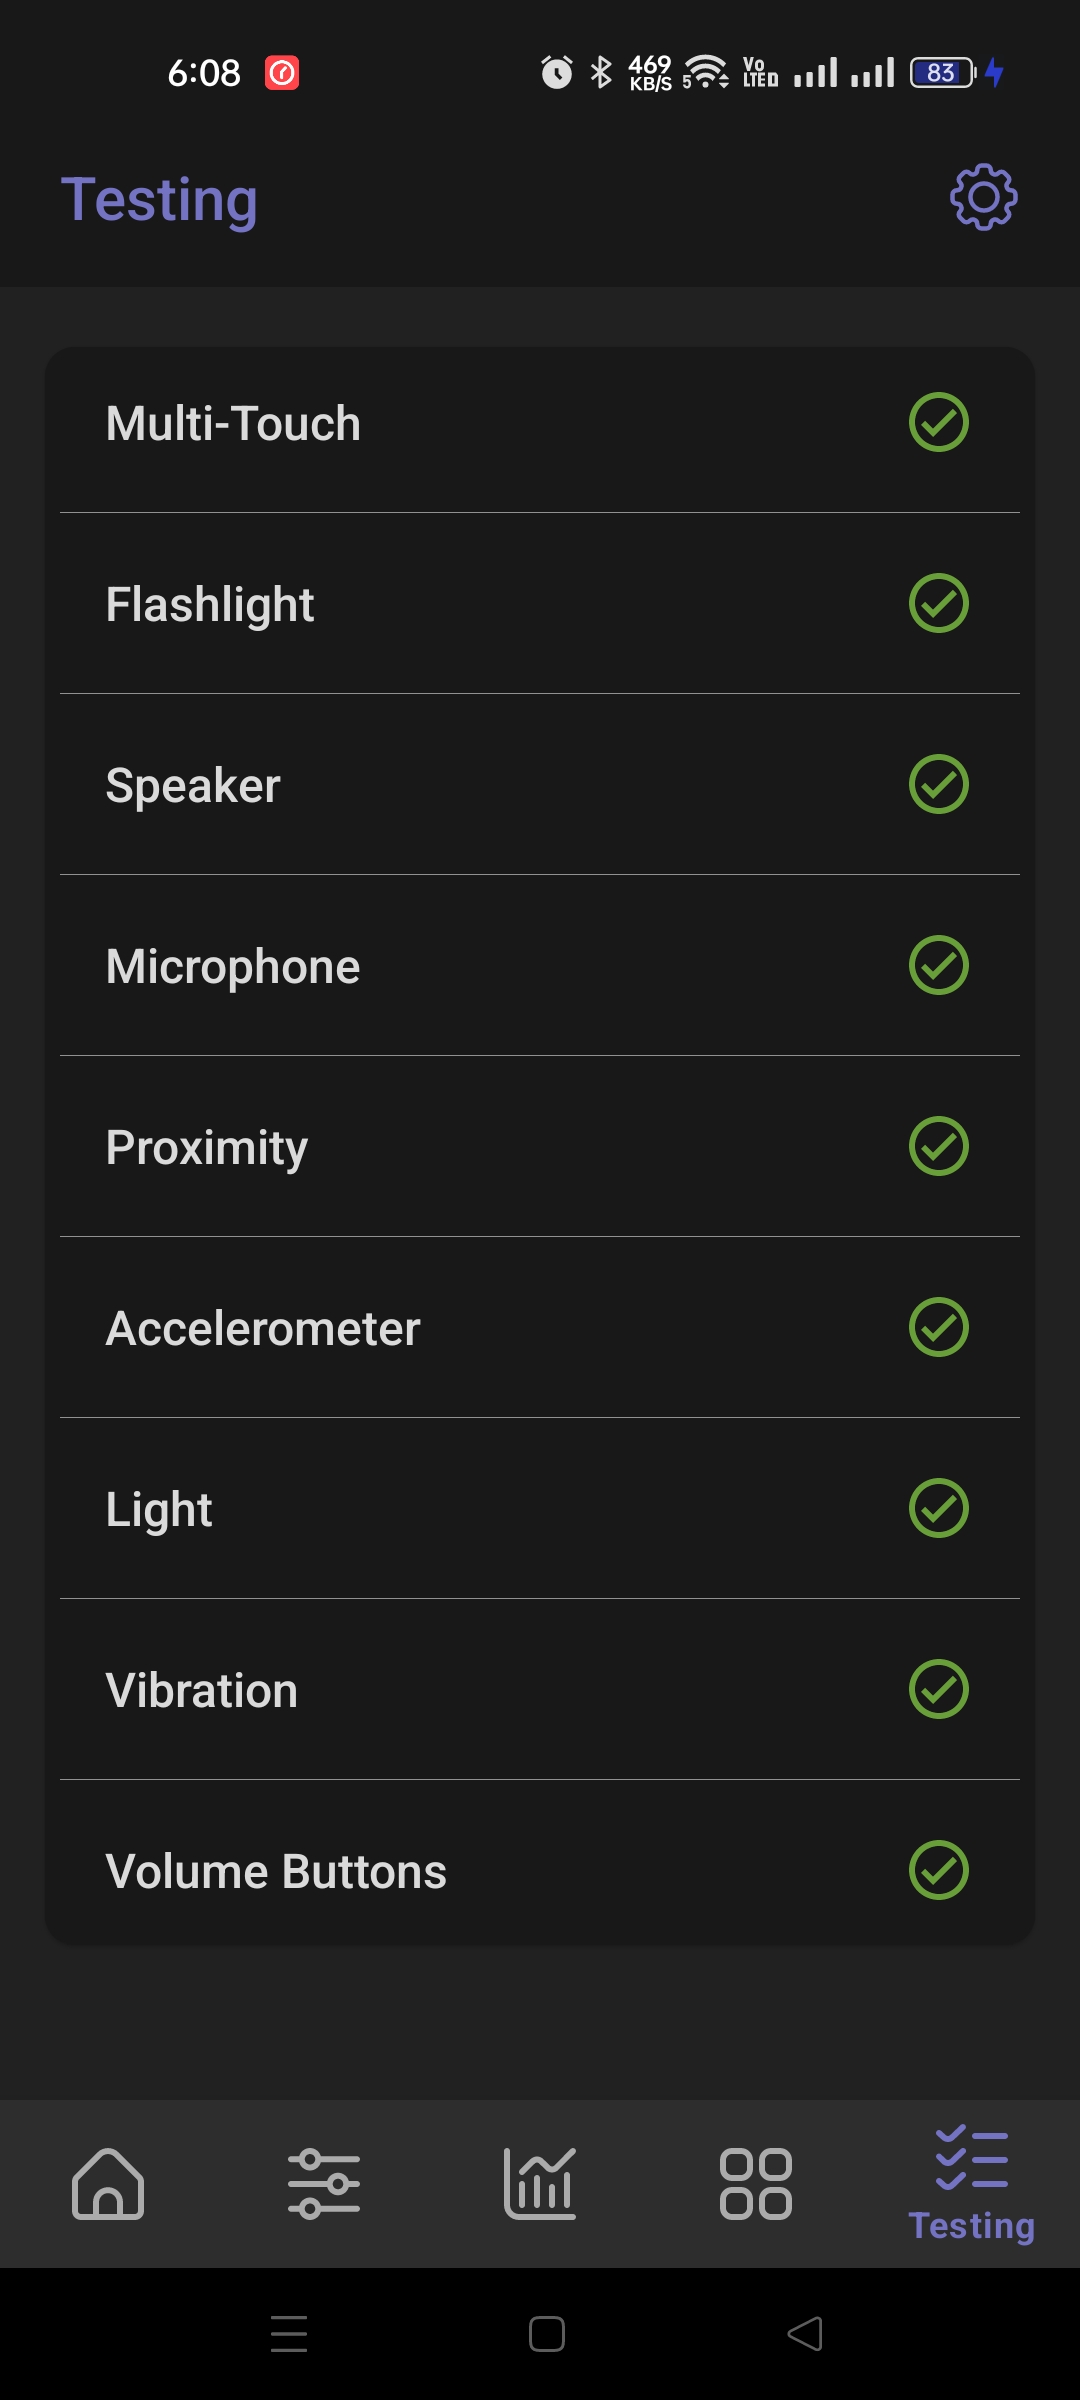 6:08 469 KB/S 5 Vo LTE 83
Testing
Multi-Touch
Flashlight
Speaker
Microphone
Proximity
Accelerometer
Light
Vibration
Volume Buttons
Testing